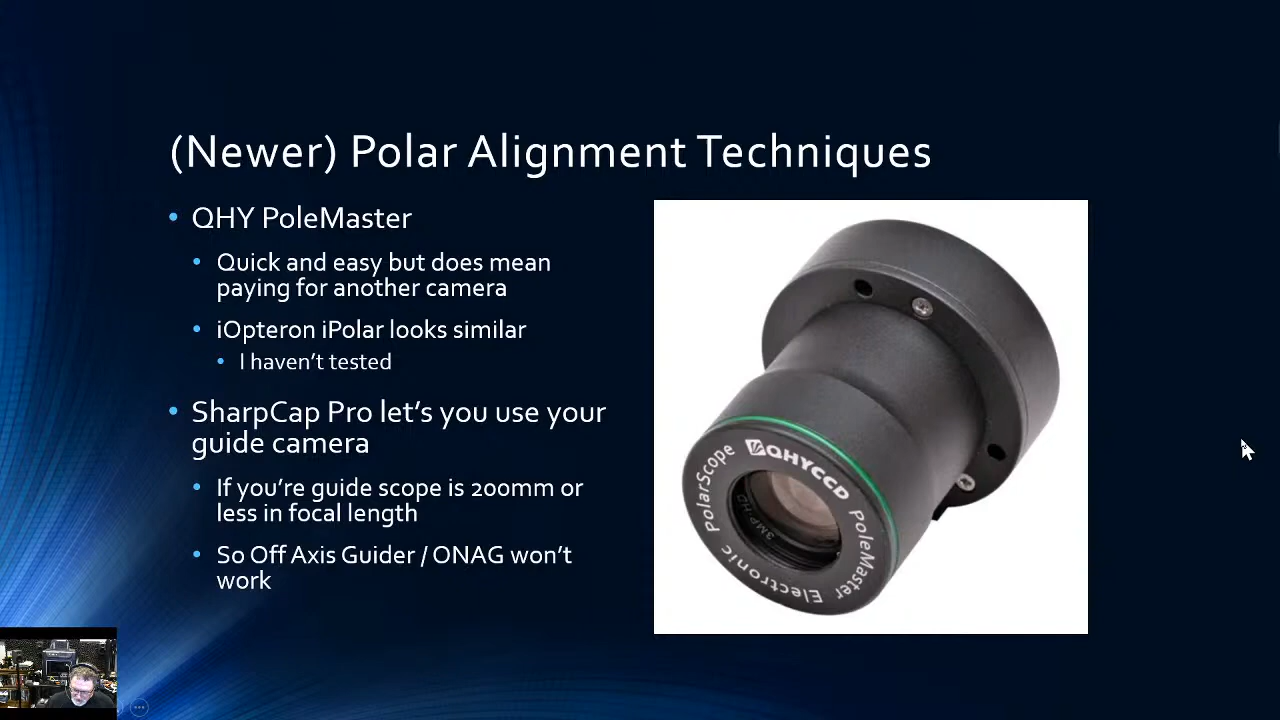 (Newer) Polar Alignment Techniques
• QHY PoleMaster
• Quick and easy but does mean
paying for another camera
• iOpteron iPolar looks similar
• I haven't tested
• SharpCap Pro let's you use your
guide camera
• If you're guide scope is 200mm or
less in focal length
• So Off Axis Guider / ONAG won't
work
QHYCCD
PoleMaster Electronic PolarScope
3MP-HD